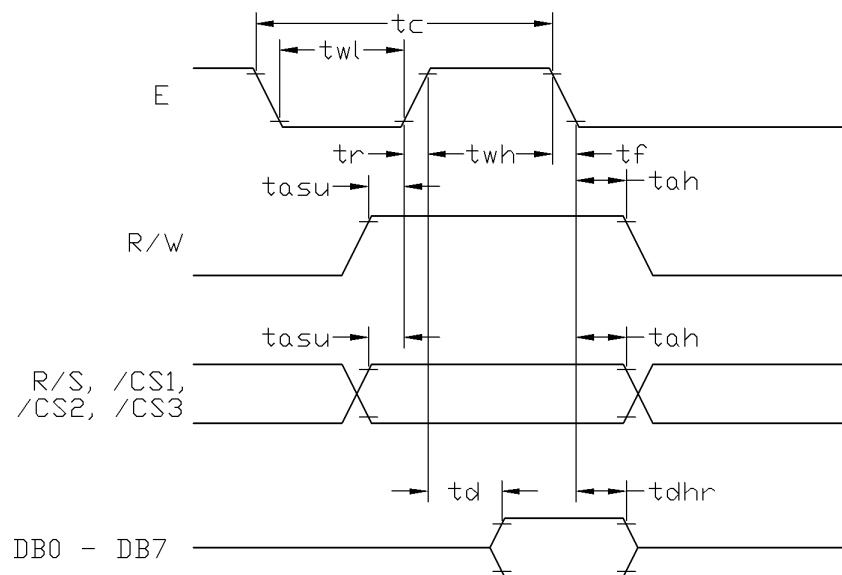 tc
twl
E
tr
twh
tf
tasu
tah
R/W
tasu
tah
R/S, /CS1,
/CS2, /CS3
td
tdhr
DB0 - DB7